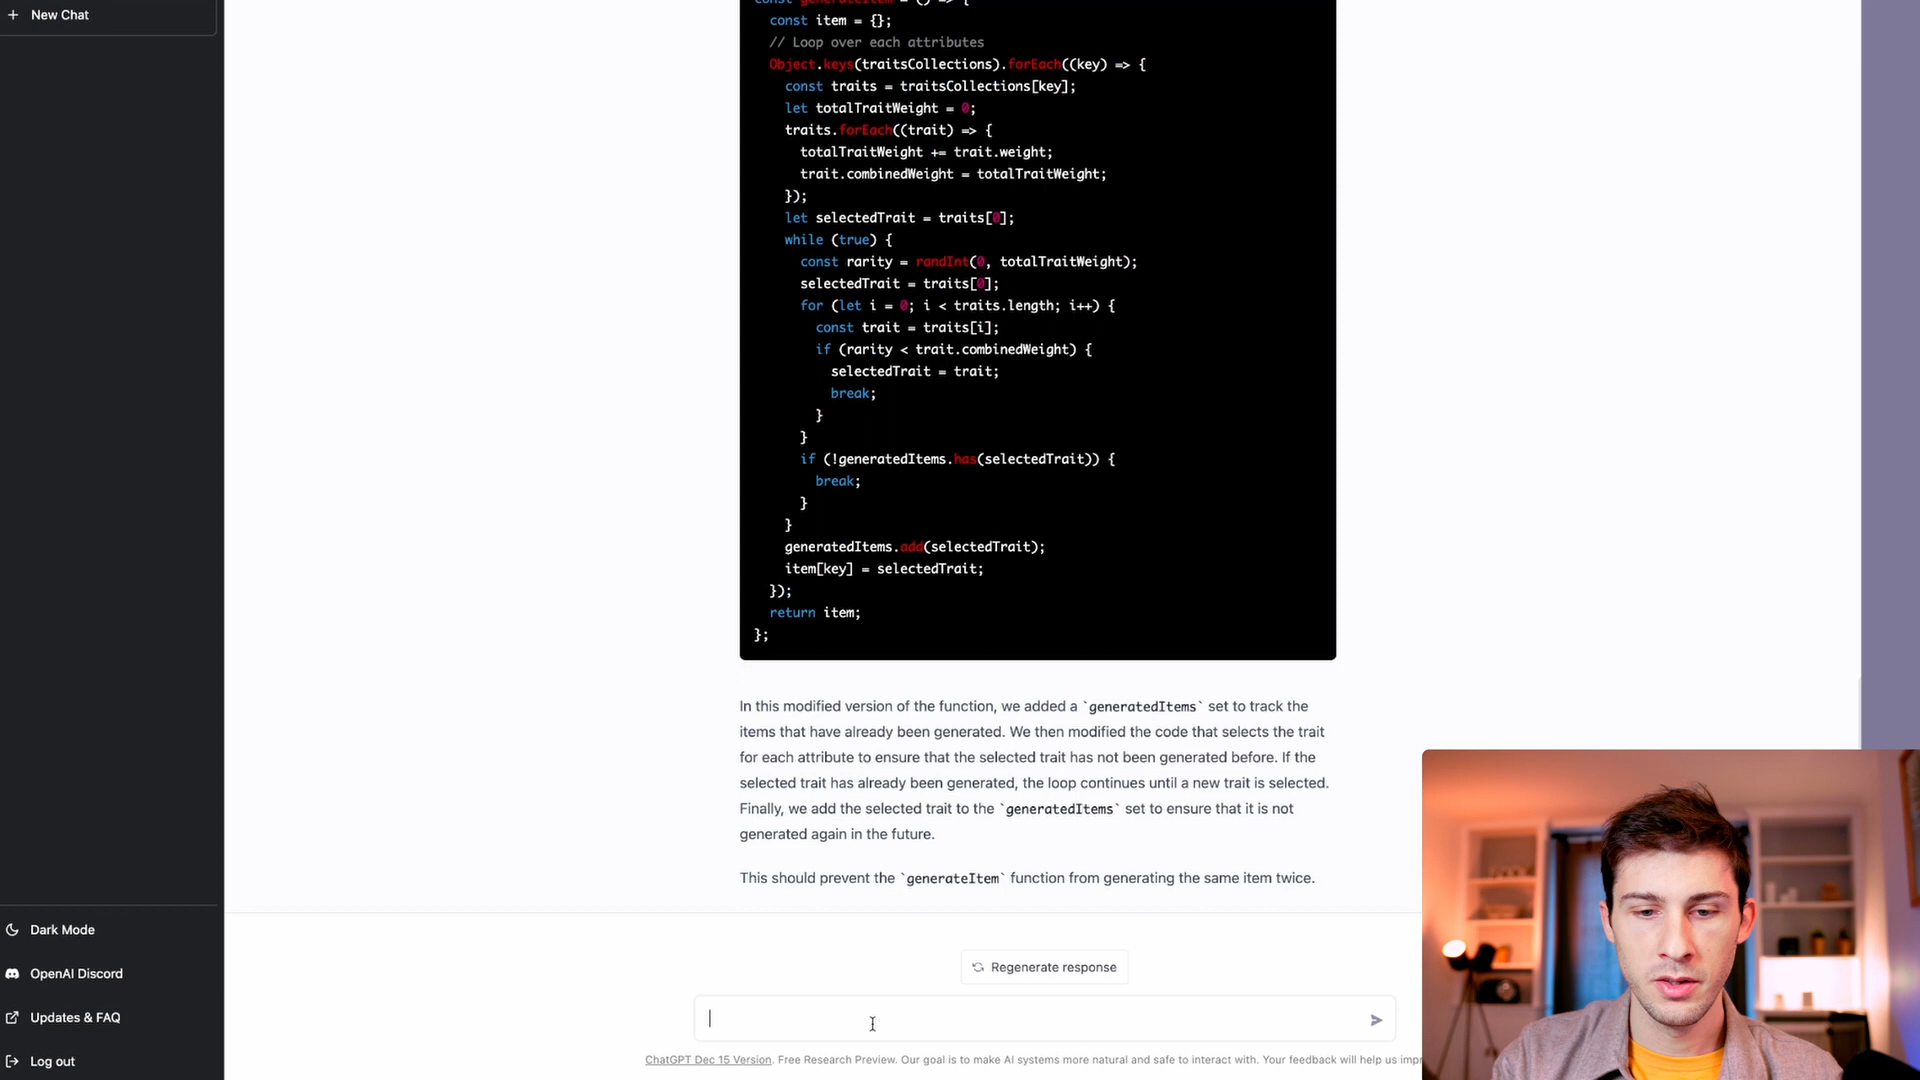 New Chat
const generateItem = () => {
const item = {};
// Loop over each attributes
Object.keys(traitsCollections).forEach((key) => {
const traits = traitsCollections[key];
let totalTraitWeight = 0;
traits.forEach((trait) => {
totalTraitWeight += trait.weight;
trait.combinedWeight = totalTraitWeight;
});
let selectedTrait = traits[0];
while (true) {
const rarity = randInt(0, totalTraitWeight);
selectedTrait = traits[0];
for (let i = 0; i < traits.length; i++) {
const trait = traits[i];
if (rarity < trait.combinedWeight) {
selectedTrait = trait;
break;
}
}
if (!generatedItems.has(selectedTrait)) {
break;
}
}
generatedItems.add(selectedTrait);
item[key] = selectedTrait;
});
return item;
};
In this modified version of the function, we added a `generatedItems` set to track the
items that have already been generated. We then modified the code that selects the trait
for each attribute to ensure that the selected trait has not been generated before. If the
selected trait has already been generated, the loop continues until a new trait is selected.
Finally, we add the selected trait to the `generatedItems` set to ensure that it is not
generated again in the future.
This should prevent the `generateItem` function from generating the same item twice.
Dark Mode
OpenAI Discord
Updates & FAQ
Log out
Regenerate response
ChatGPT Dec 15 Version. Free Research Preview. Our goal is to make AI systems more natural and safe to interact with. Your feedback will help us